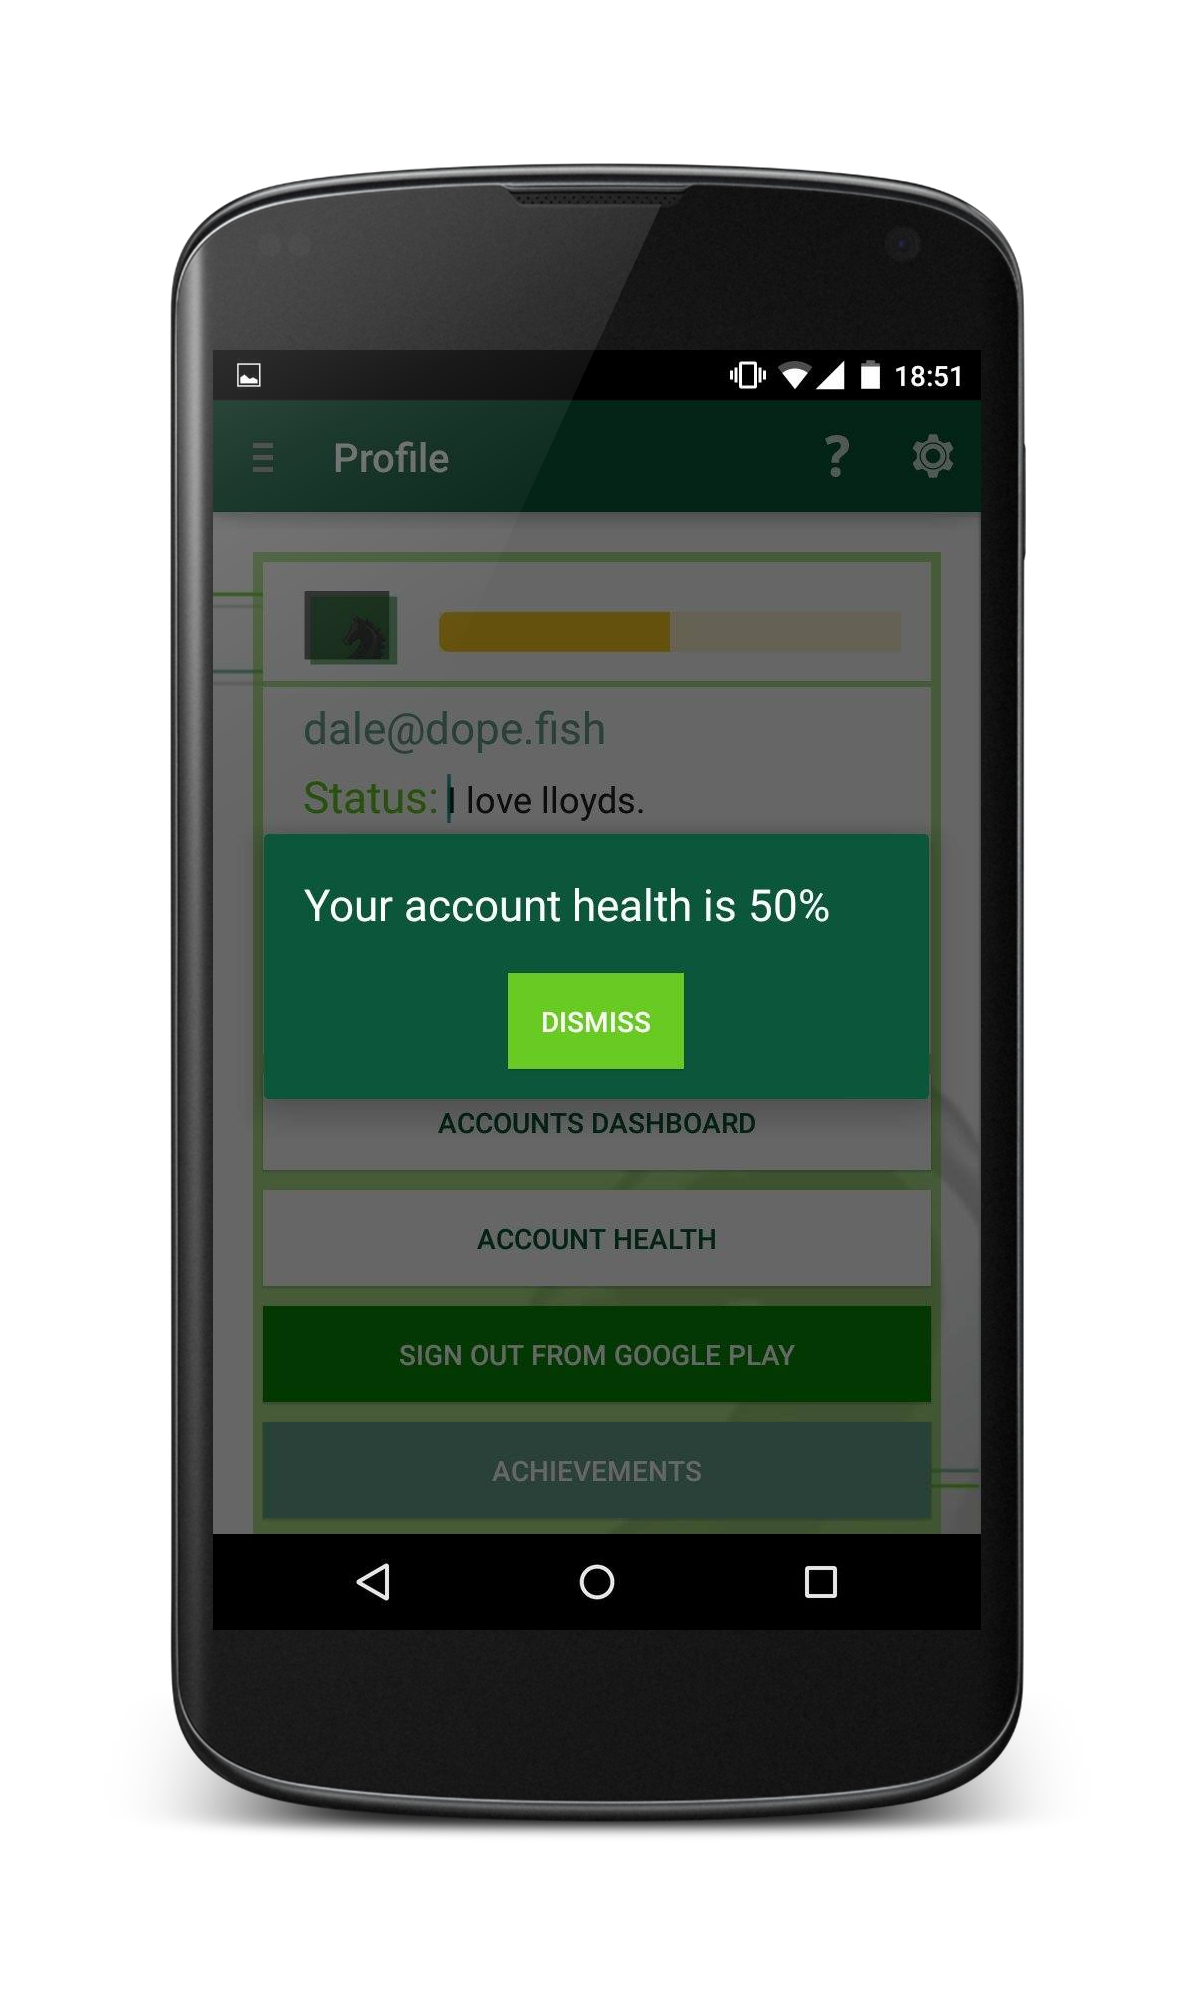 18:51
Profile ?
dale@dope.fish
Status: I love lloyds.
Your account health is 50%
DISMISS
ACCOUNTS DASHBOARD
ACCOUNT HEALTH
SIGN OUT FROM GOOGLE PLAY
ACHIEVEMENTS